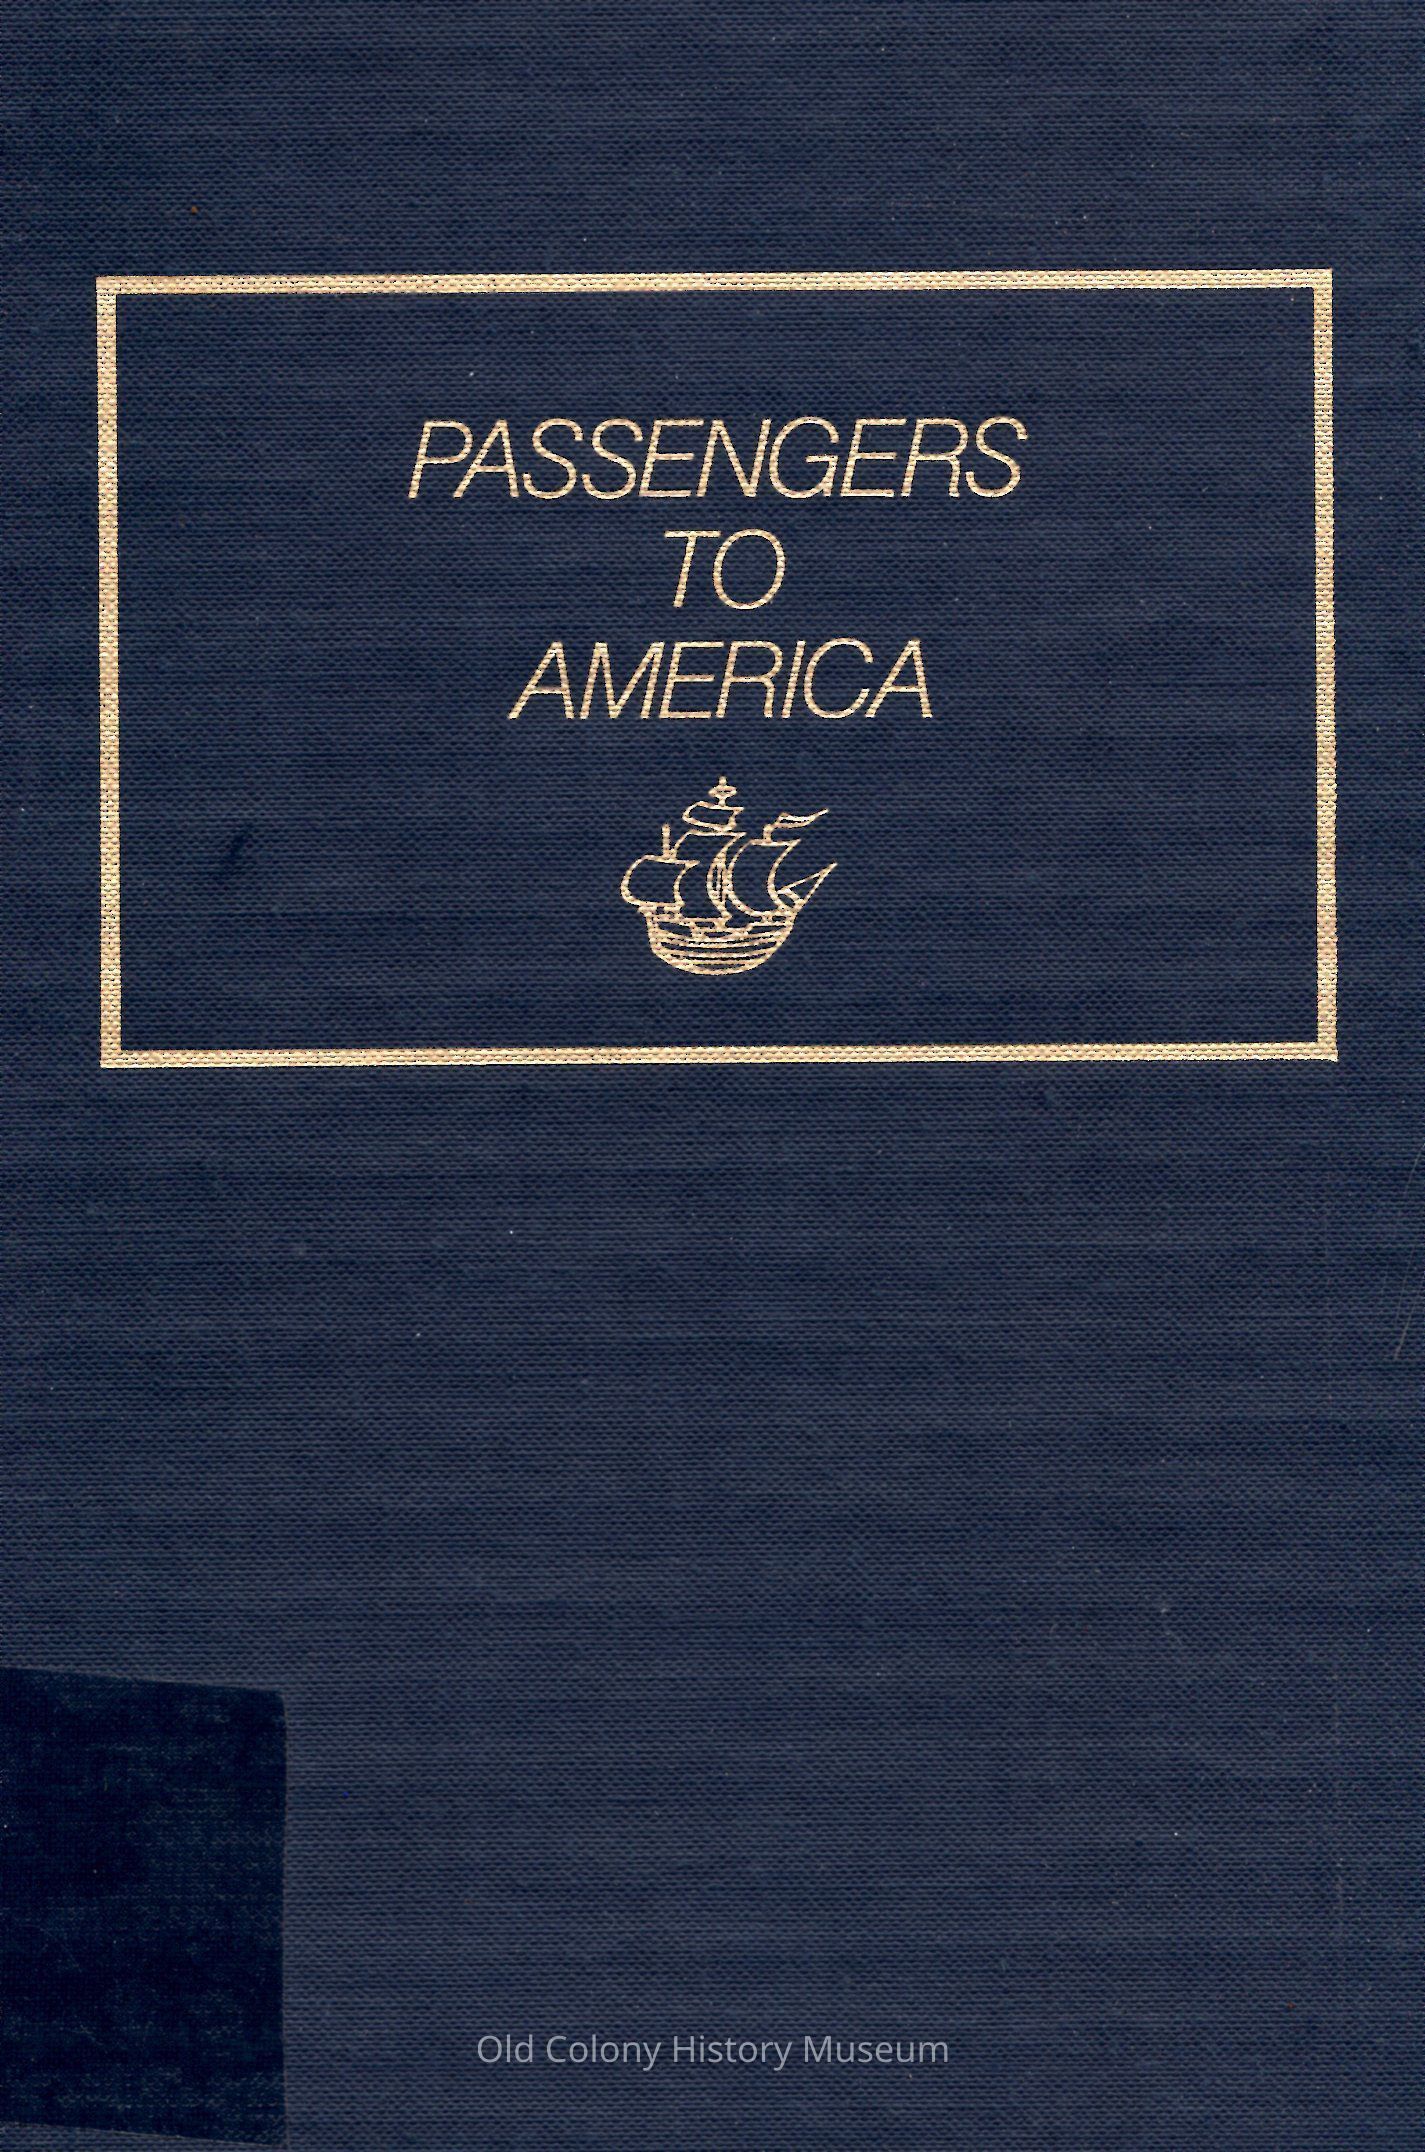 PASSENGERS
TO
AMERICA
Old Colony History Museum